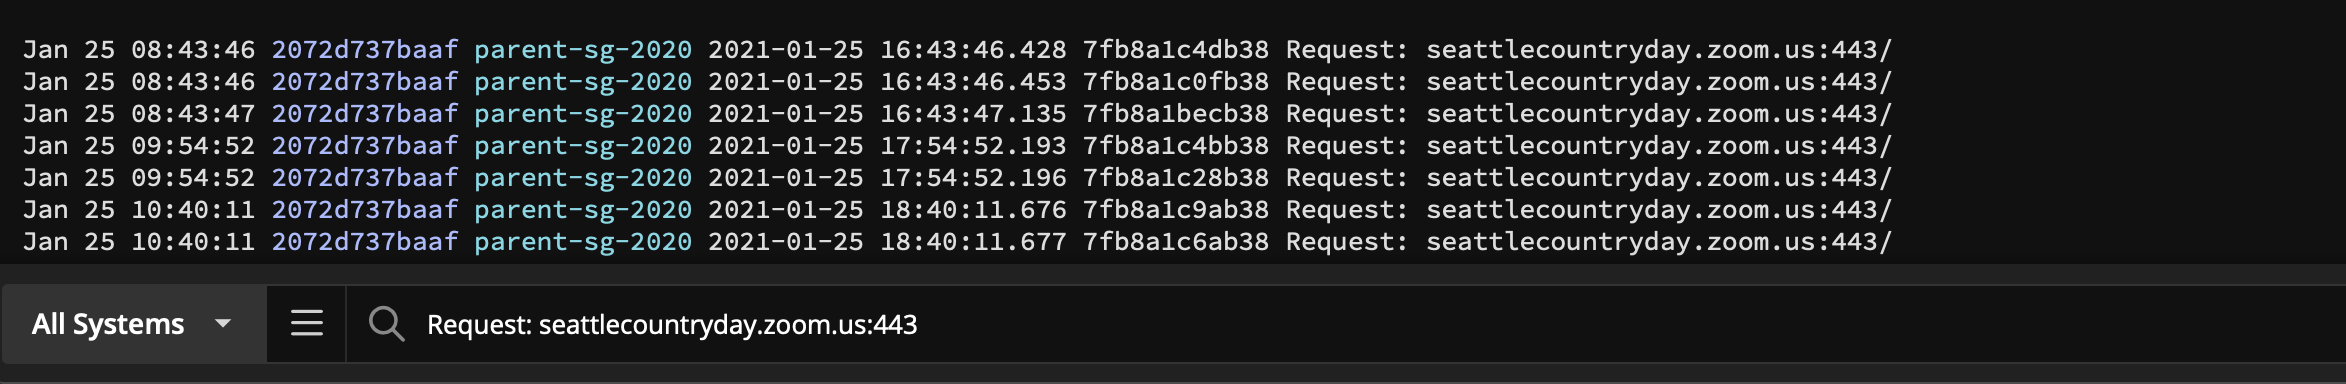 Jan 25 08:43:46 2072d737baaf parent-sg-2020 2021-01-25 16:43:46.428 7fb8a1c4db38 Request: seattlecountryday.zoom.us:443/
Jan 25 08:43:46 2072d737baaf parent-sg-2020 2021-01-25 16:43:46.453 7fb8a1c0fb38 Request: seattlecountryday.zoom.us:443/
Jan 25 08:43:47 2072d737baaf parent-sg-2020 2021-01-25 16:43:47.135 7fb8a1becb38 Request: seattlecountryday.zoom.us:443/
Jan 25 09:54:52 2072d737baaf parent-sg-2020 2021-01-25 17:54:52.193 7fb8a1c4bb38 Request: seattlecountryday.zoom.us:443/
Jan 25 09:54:52 2072d737baaf parent-sg-2020 2021-01-25 17:54:52.196 7fb8a1c28b38 Request: seattlecountryday.zoom.us:443/
Jan 25 10:40:11 2072d737baaf parent-sg-2020 2021-01-25 18:40:11.676 7fb8a1c9ab38 Request: seattlecountryday.zoom.us:443/
Jan 25 10:40:11 2072d737baaf parent-sg-2020 2021-01-25 18:40:11.677 7fb8a1c6ab38 Request: seattlecountryday.zoom.us:443/
All Systems Request: seattlecountryday.zoom.us:443